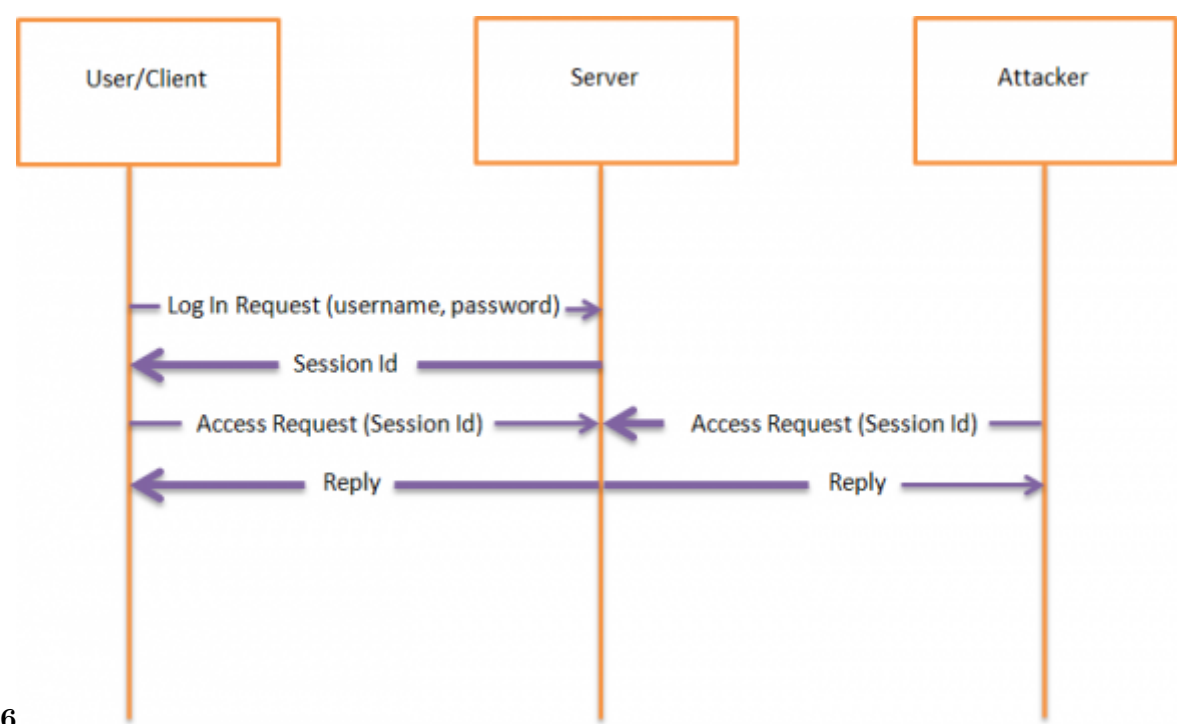 User/Client
Server
Attacker
Log In Request (username, password)
Session Id
Access Request (Session Id)
Access Request (Session Id)
Reply
Reply
6